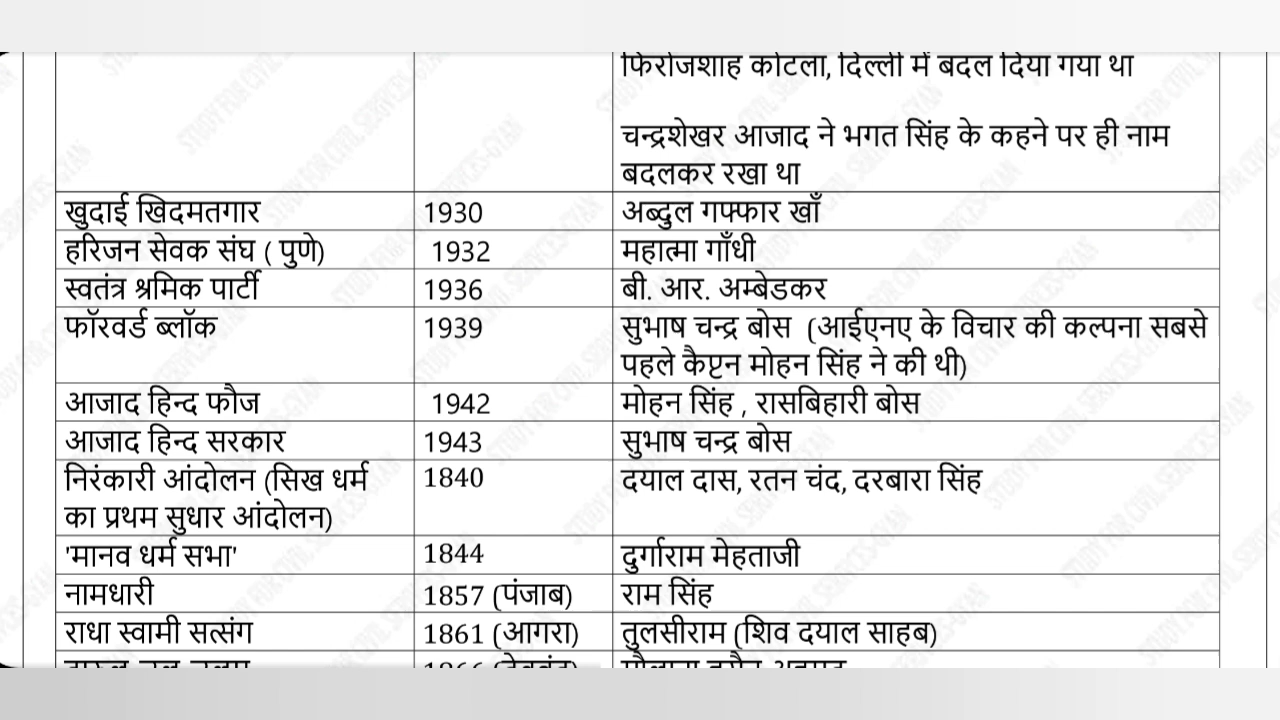 फिरोजशाह कोटला, दिल्ली में बदल दिया गया था
चन्द्रशेखर आजाद ने भगत सिंह के कहने पर ही नाम
बदलकर रखा था
खुदाई खिदमतगार 1930 अब्दुल गफ्फार खाँ
हरिजन सेवक संघ ( पुणे) 1932 महात्मा गाँधी
स्वतंत्र श्रमिक पार्टी 1936 बी. आर. अम्बेडकर
फॉरवर्ड ब्लॉक 1939 सुभाष चन्द्र बोस (आईएनए के विचार की कल्पना सबसे
पहले कैप्टन मोहन सिंह ने की थी)
आजाद हिन्द फौज 1942 मोहन सिंह , रासबिहारी बोस
आजाद हिन्द सरकार 1943 सुभाष चन्द्र बोस
निरंकारी आंदोलन (सिख धर्म 1840 दयाल दास, रतन चंद, दरबारा सिंह
का प्रथम सुधार आंदोलन)
'मानव धर्म सभा' 1844 दुर्गाराम मेहताजी
नामधारी 1857 (पंजाब) राम सिंह
राधा स्वामी सत्संग 1861 (आगरा) तुलसीराम (शिव दयाल साहब)